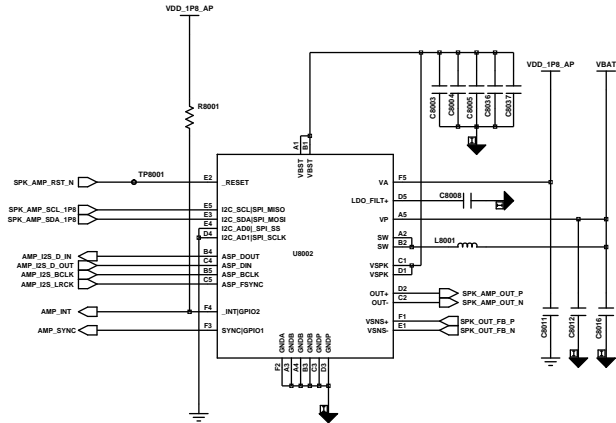 VDD_1P8_AP
VDD_1P8_AP
VBAT
R8001
C8003
C8004
C8005
C8036
C8037
A1
B1
VBST
VBST
TP8001
SPK_AMP_RST_N
E2
_RESET
VA
F5
LDO_FILT+
D5
C8008
SPK_AMP_SCL_1P8
E5
I2C_SCL|SPI_MISO
SPK_AMP_SDA_1P8
E3
I2C_SDA|SPI_MOSI
VP
A5
E4
I2C_AD0|SPI_SS
D4
I2C_AD1|SPI_SCLK
SW
A2
SW
B2
L8001
U8002
AMP_I2S_D_IN
B4
ASP_DOUT
AMP_I2S_D_OUT
C4
ASP_DIN
AMP_I2S_BCLK
B5
ASP_BCLK
AMP_I2S_LRCK
C5
ASP_FSYNC
VSPK
C1
VSPK
D1
OUT+
D2
SPK_AMP_OUT_P
OUT-
C2
SPK_AMP_OUT_N
AMP_INT
F4
_INT|GPIO2
AMP_SYNC
F3
SYNC|GPIO1
VSNS+
F1
SPK_OUT_FB_P
VSNS-
E1
SPK_OUT_FB_N
GNDA
GNDB
GNDB
GNDB
GNDP
GNDP
F2
A3
A4
B3
C3
D3
C8011
C8012
C8016